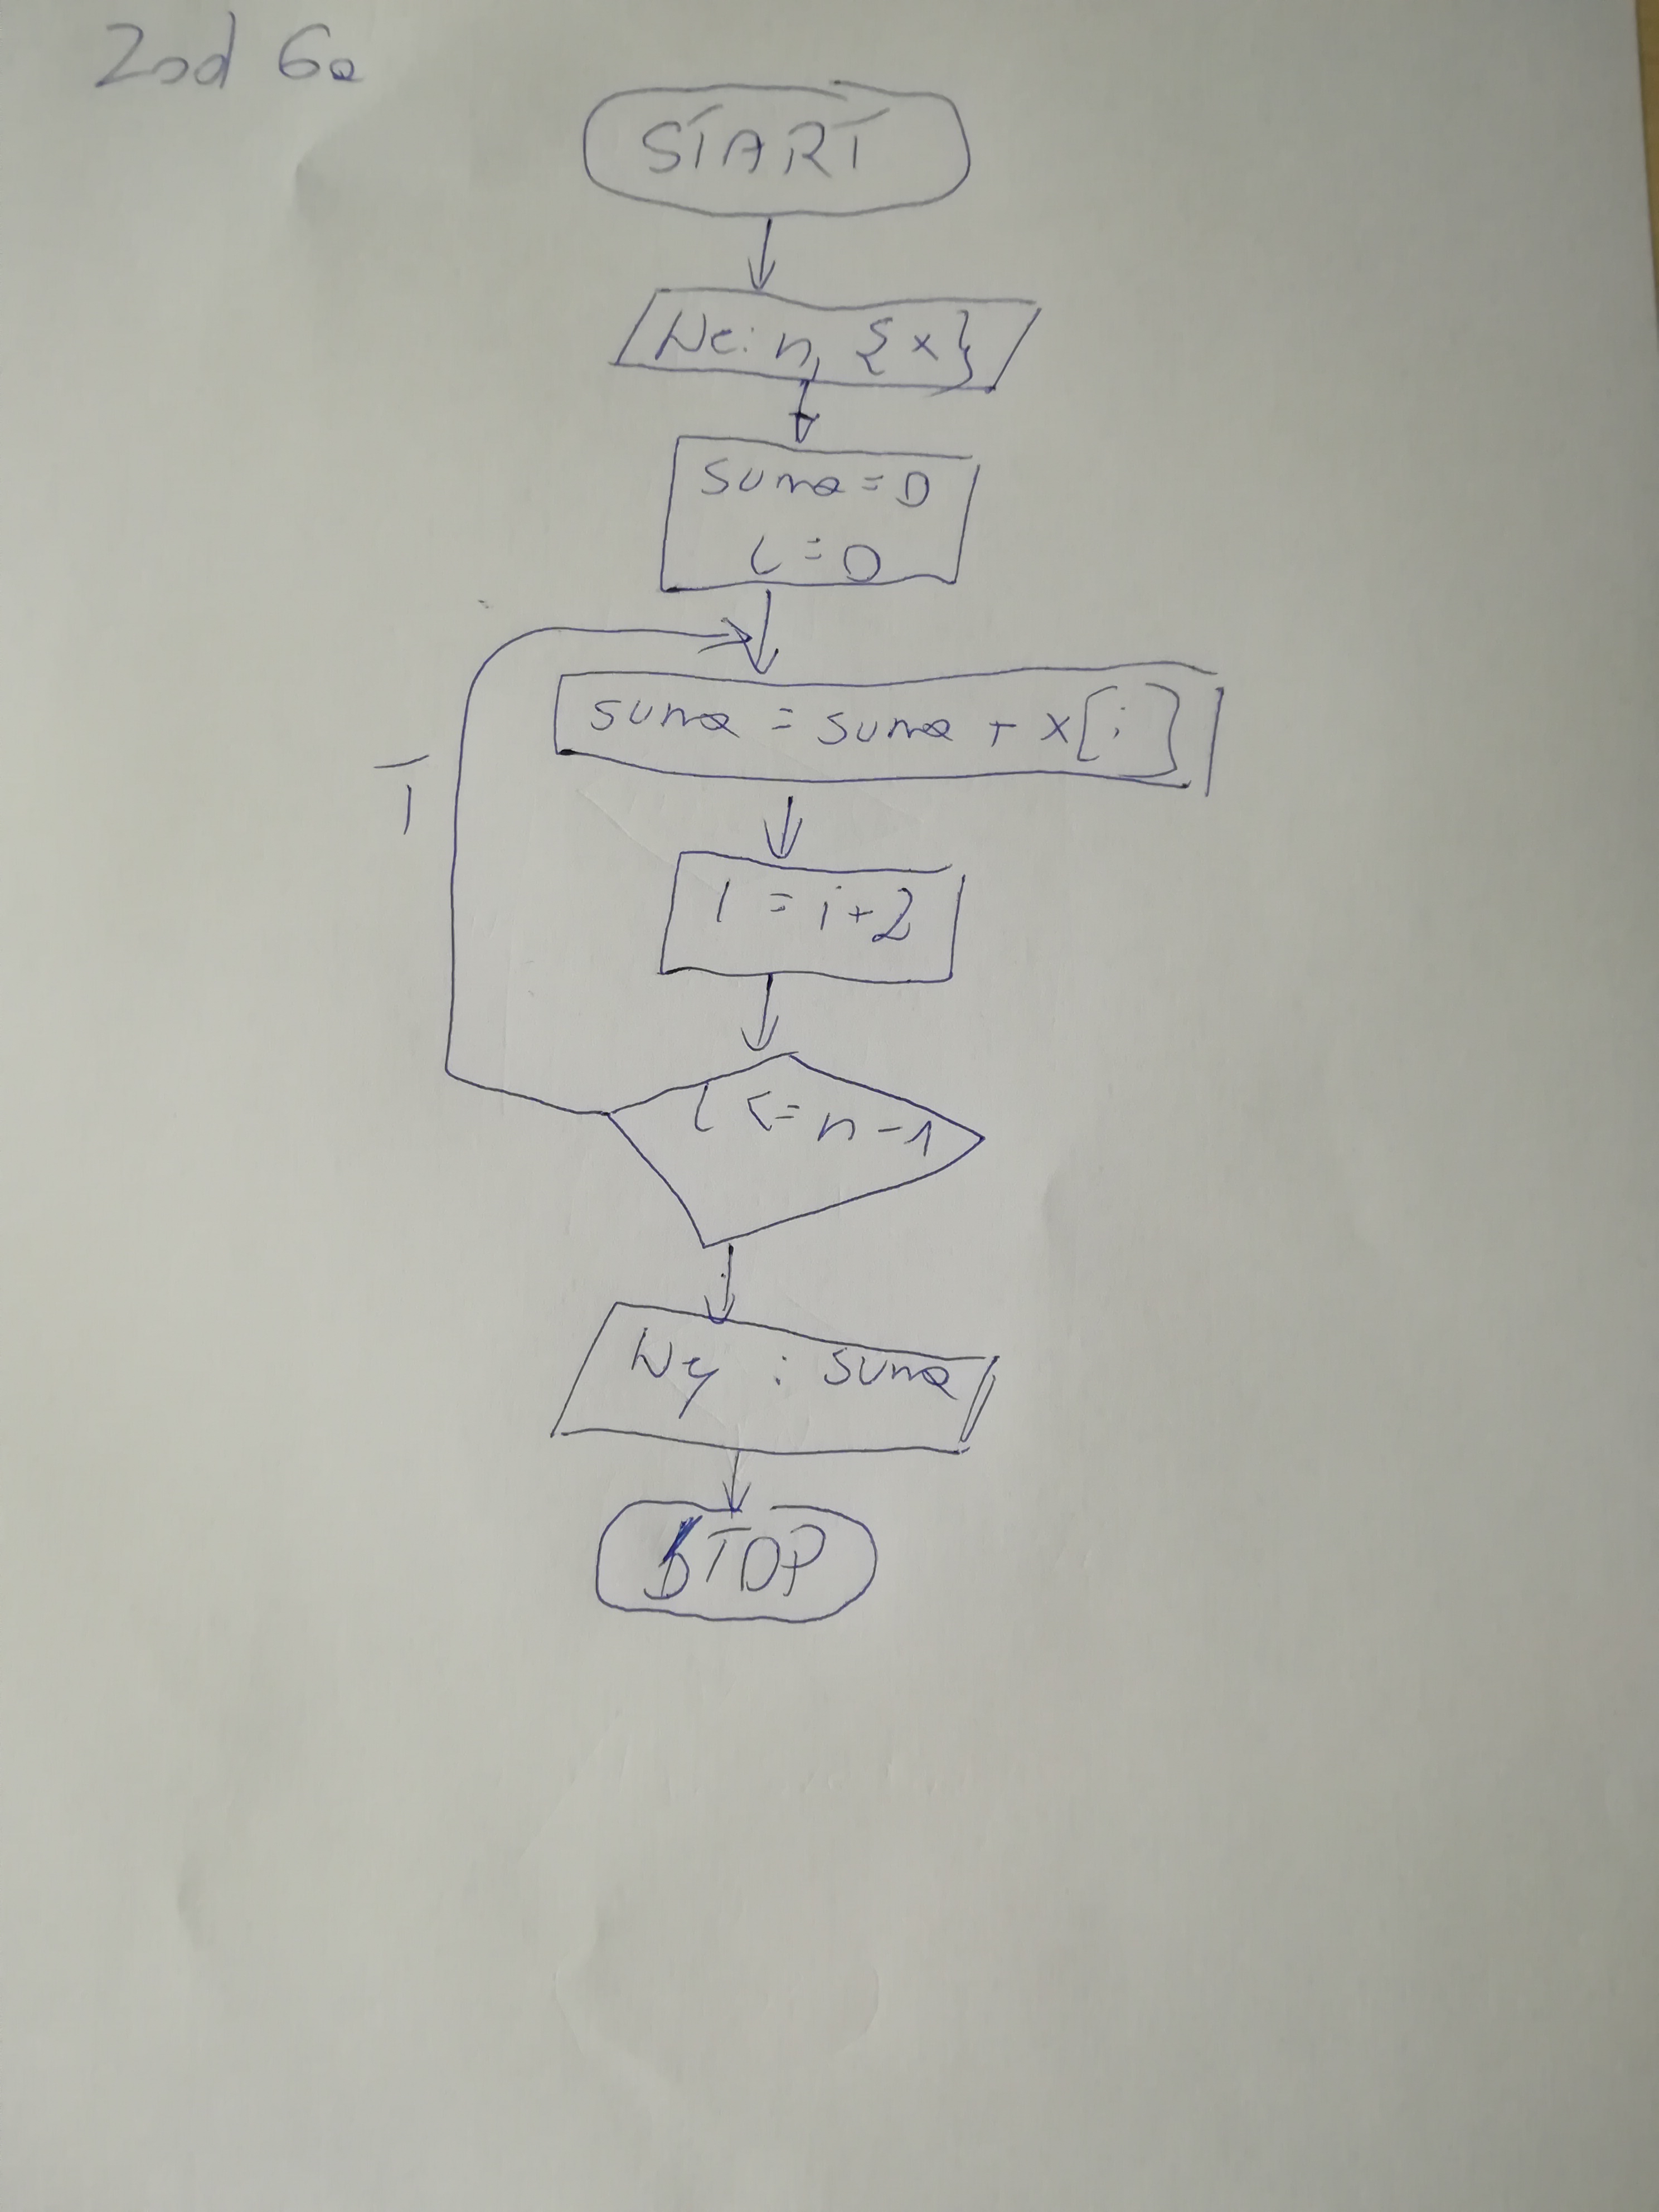 Zad 6a
START
We: n, {x}
suma = 0
i = 0
suma = suma + x[i]
T
i = i+2
i <= n-1
Wy : suma
STOP